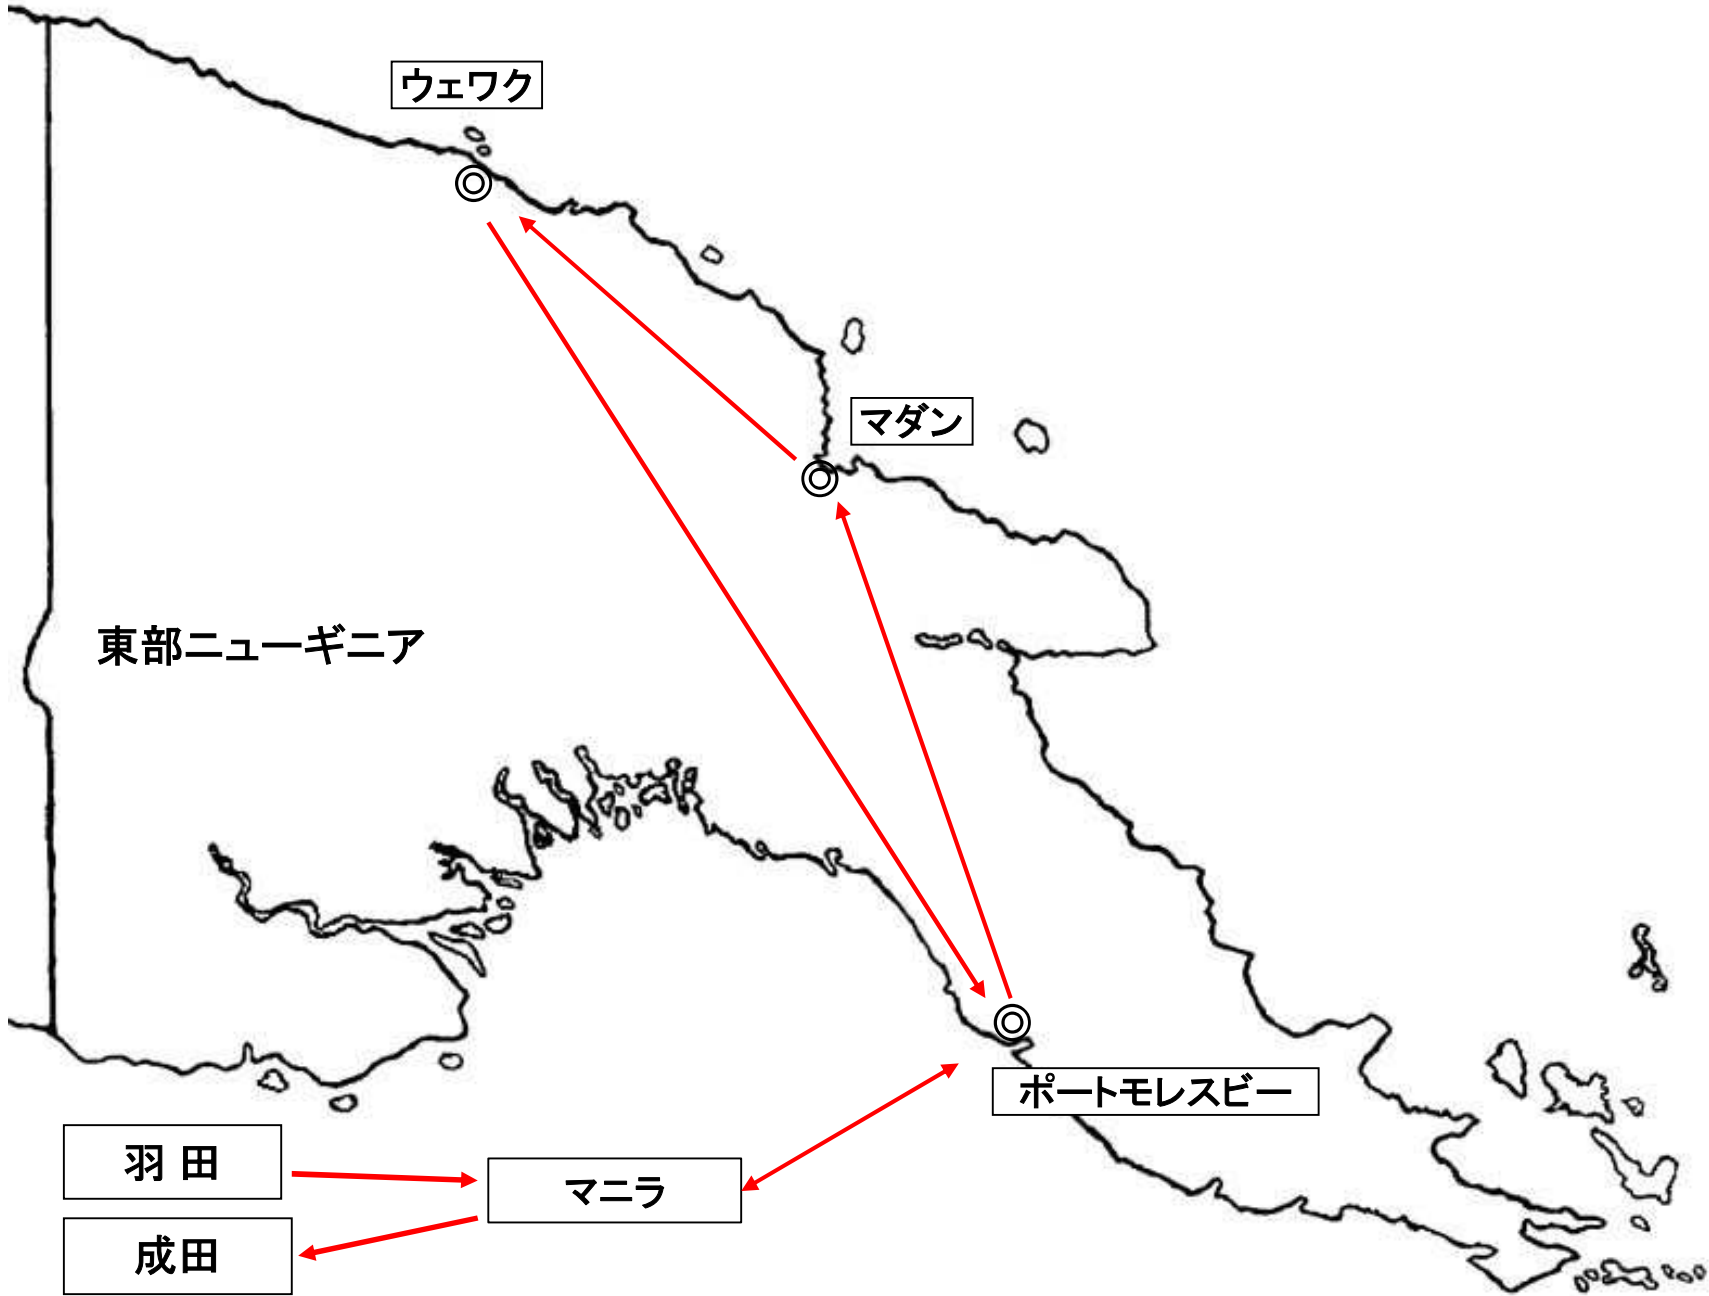 ウェワク
マダン
東部ニューギニア
ポートモレスビー
羽 田
マニラ
成田